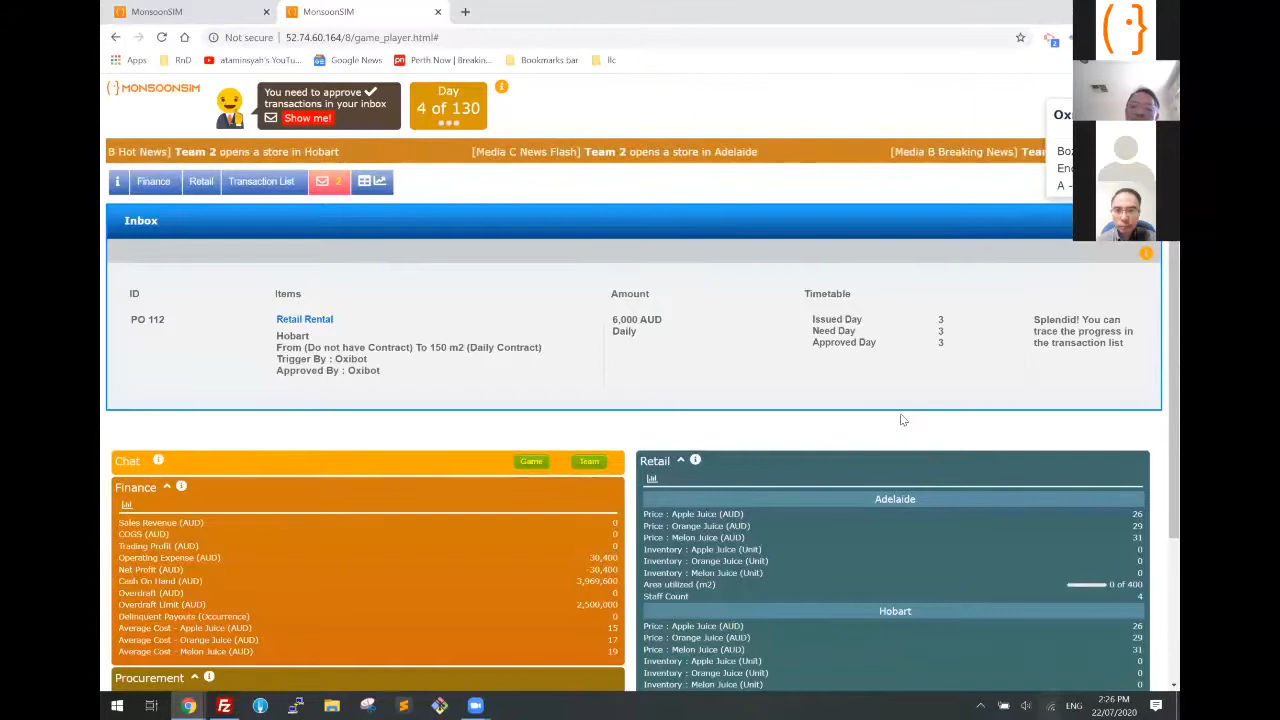 MonsoonSIM
MonsoonSIM
Not secure
52.74.60.164/8/game_player.html#
2
Apps
RnD
ataminsyah's YouT...
Google News
Perth Now | Breakin...
Bookmarks bar
llc
MONSOONSIM
You need to approve
transactions in your inbox
Show me!
Day
4 of 130
B Hot News] Team 2 opens a store in Hobart
[Media C News Flash] Team 2 opens a store in Adelaide
[Media B Breaking News]
Finance
Retail
Transaction List
2
Inbox
ID
Items
Amount
Timetable
PO 112
Retail Rental
Hobart
From (Do not have Contract) To 150 m2 (Daily Contract)
Trigger By : Oxibot
Approved By : Oxibot
6,000 AUD
Daily
Issued Day 3
Need Day 3
Approved Day 3
Splendid! You can
trace the progress in
the transaction list
Chat
Game
Team
Finance
Sales Revenue (AUD) 0
COGS (AUD) 0
Trading Profit (AUD) 0
Operating Expense (AUD) 30,400
Net Profit (AUD) -30,400
Cash On Hand (AUD) 3,969,600
Overdraft (AUD) 0
Overdraft Limit (AUD) 2,500,000
Delinquent Payouts (Occurrence) 0
Average Cost - Apple Juice (AUD) 15
Average Cost - Orange Juice (AUD) 17
Average Cost - Melon Juice (AUD) 19
Procurement
Retail
Adelaide
Price : Apple Juice (AUD) 26
Price : Orange Juice (AUD) 29
Price : Melon Juice (AUD) 31
Inventory : Apple Juice (Unit) 0
Inventory : Orange Juice (Unit) 0
Inventory : Melon Juice (Unit) 0
Area utilized (m2) 0 of 400
Staff Count 4
Hobart
Price : Apple Juice (AUD) 26
Price : Orange Juice (AUD) 29
Price : Melon Juice (AUD) 31
Inventory : Apple Juice (Unit) 0
Inventory : Orange Juice (Unit) 0
Inventory : Melon Juice (Unit) 0
ENG
2:26 PM
22/07/2020